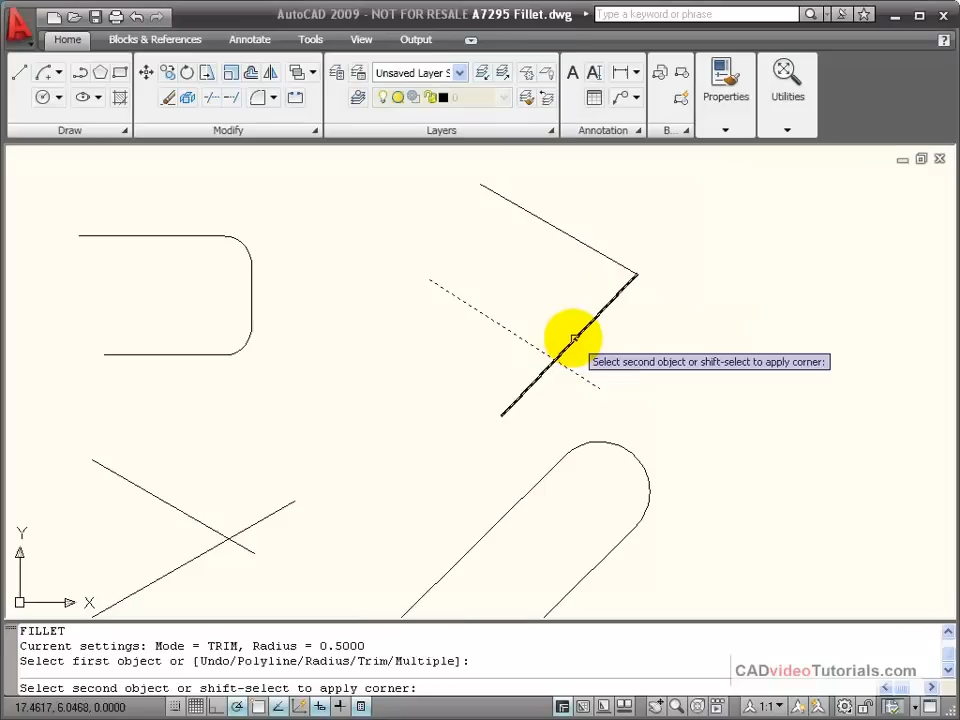 AutoCAD 2009 - NOT FOR RESALE A7295 Fillet.dwg
Type a keyword or phrase
Home Blocks & References Annotate Tools View Output
Unsaved Layer S
0
Properties
Utilities
Draw Modify Layers Annotation B...
Select second object or shift-select to apply corner:
Y
X
FILLET
Current settings: Mode = TRIM, Radius = 0.5000
Select first object or [Undo/Polyline/Radius/Trim/Multiple]:
Select second object or shift-select to apply corner:
CADvideoTutorials.com
17.4617, 6.0468, 0.0000
1:1